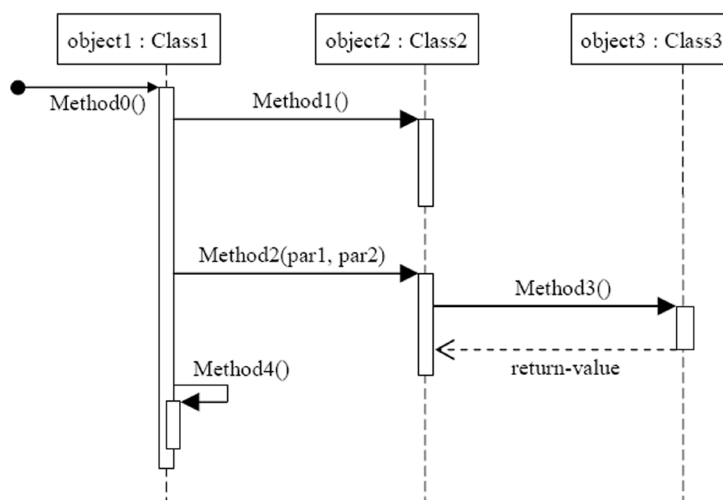 object1 : Class1
object2 : Class2
object3 : Class3
Method0()
Method1()
Method2(par1, par2)
Method3()
return-value
Method4()